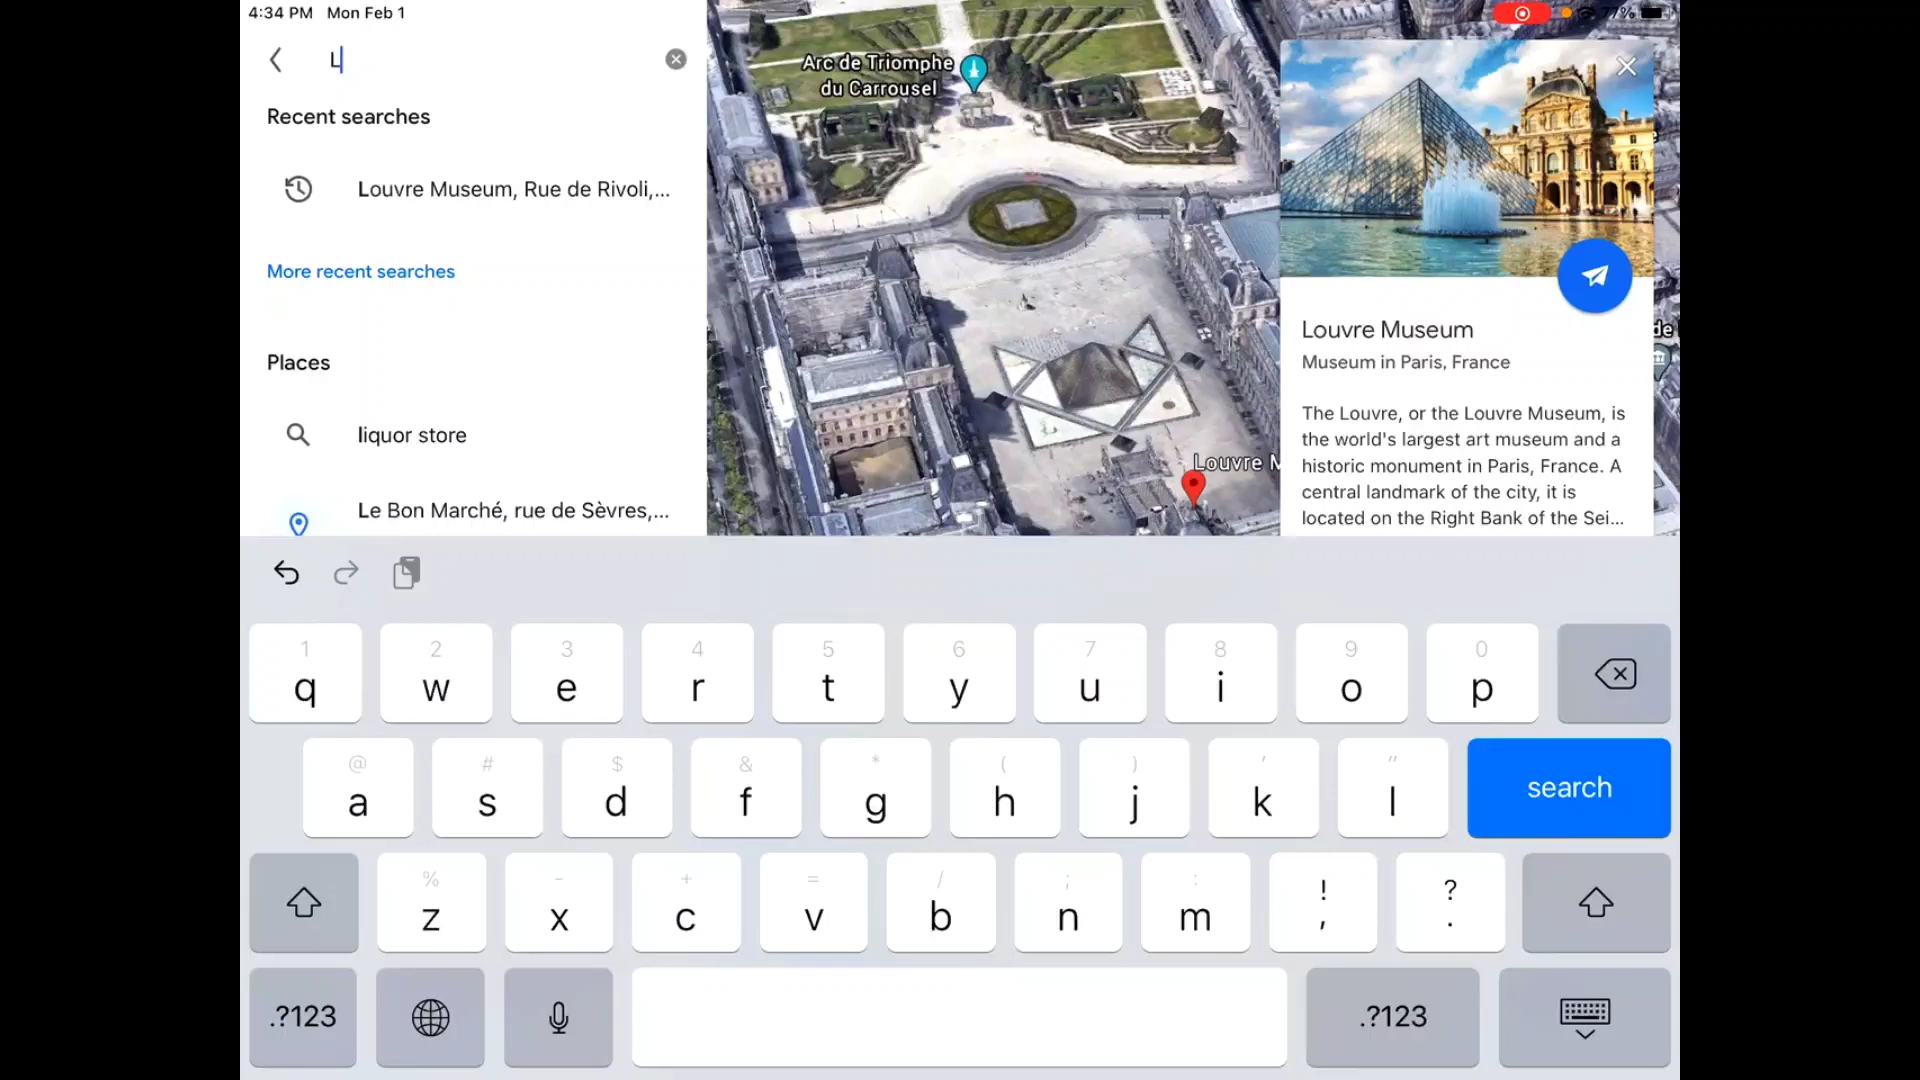 4:34 PM Mon Feb 1
77%
L
Recent searches
Louvre Museum, Rue de Rivoli,...
More recent searches
Places
liquor store
Le Bon Marché, rue de Sèvres,...
Arc de Triomphe
du Carrousel
Louvre M
de
Louvre Museum
Museum in Paris, France
The Louvre, or the Louvre Museum, is
the world's largest art museum and a
historic monument in Paris, France. A
central landmark of the city, it is
located on the Right Bank of the Sei...
1 2 3 4 5 6 7 8 9 0
q w e r t y u i o p
@ # $ & * ( ) ' "
a s d f g h j k l search
% - + = / ; : ! ?
z x c v b n m , .
.?123 .?123